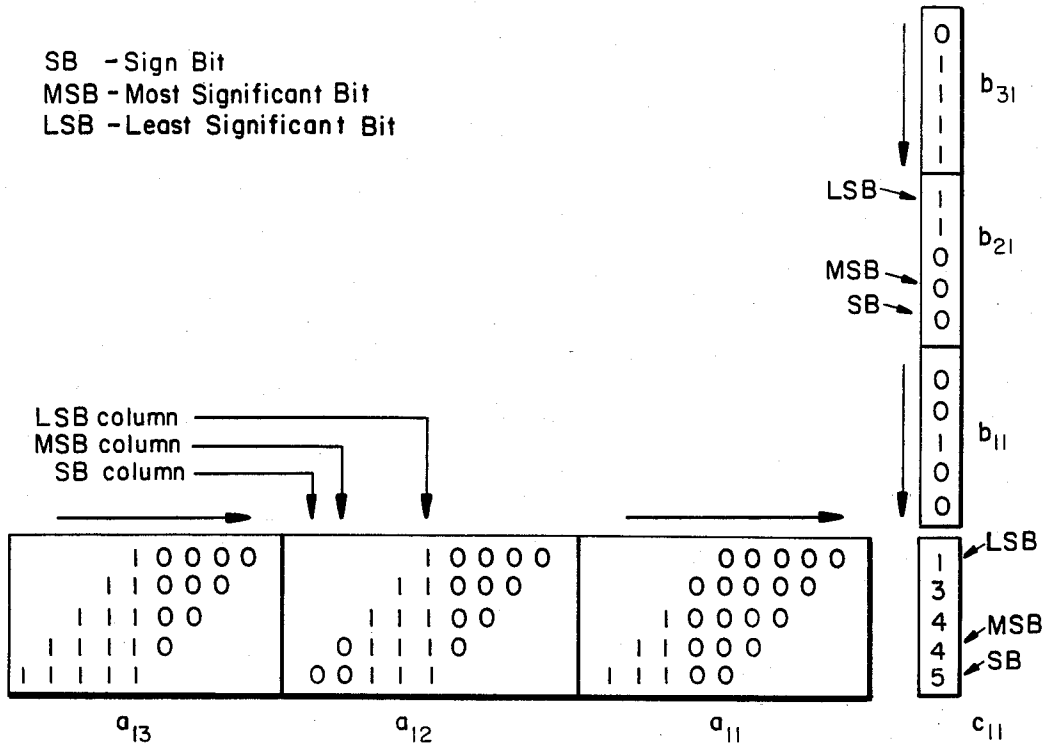 SB - Sign Bit
MSB - Most Significant Bit
LSB - Least Significant Bit
0
1
1
1
1
b31
LSB
1
1
0
0
0
b21
MSB
SB
0
0
1
0
0
b11
LSB column
MSB column
SB column
1 0 0 0 0
1 1 0 0 0
1 1 1 0 0
1 1 1 1 0
1 1 1 1 1
a13
1 0 0 0 0
1 1 0 0 0
1 1 1 0 0
0 1 1 1 0
0 0 1 1 1
a12
0 0 0 0 0
0 0 0 0 0
1 1 0 0 0 0
1 1 0 0 0 0
1 1 1 0 0
a11
1
3
4
4
5
LSB
MSB
SB
c11